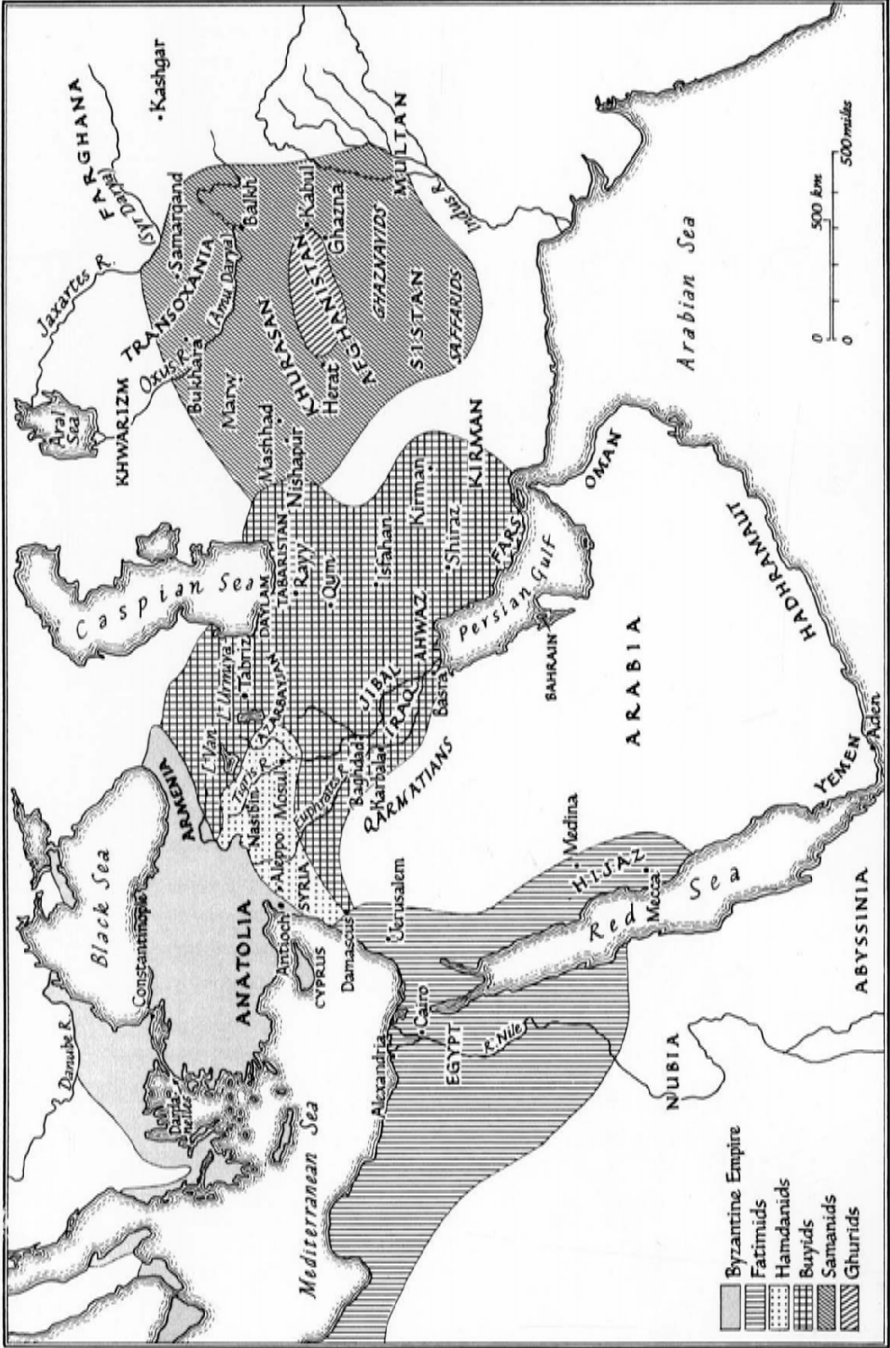 Danube R.
Black Sea
Constantinople
Darda-
nelles
ANATOLIA
ARMENIA
Antioch
CYPRUS
Mediterranean Sea
Alexandria
Cairo
EGYPT
R. Nile
NUBIA
ABYSSINIA
Red Sea
HIJAZ
Medina
Mecca
YEMEN
Aden
HADHRAMAUT
ARABIA
OMAN
BAHRAIN
Persian Gulf
Jerusalem
Damascus
SYRIA
Aleppo
Nasibin
Mosul
Tigris R.
Euphrates R.
L. Van
L. Urmiya
Tabriz
AZARBAYJAN
Baghdad
Karbala
IRAQ
JIBAL
QARMATIANS
Basra
AHWAZ
FARS
Shiraz
Kirman
KIRMAN
Isfahan
Qum
Rayy
TABARISTAN
DAYLAM
Caspian Sea
Aral
Sea
KHWARIZM
Jaxartes R.
(Syr Darya)
FARGHANA
Kashgar
Samarqand
TRANSOXANIA
Oxus R.
(Amu Darya)
Bukhara
Marw
Balkh
Mashhad
Nishapur
KHURASAN
Herat
AFGHANISTAN
Kabul
Ghazna
GHAZNAVIDS
SISTAN
SAFFARIDS
MULTAN
Indus R.
Arabian Sea
0 500 km
0 500 miles
Byzantine Empire
Fatimids
Hamdanids
Buyids
Samanids
Ghurids